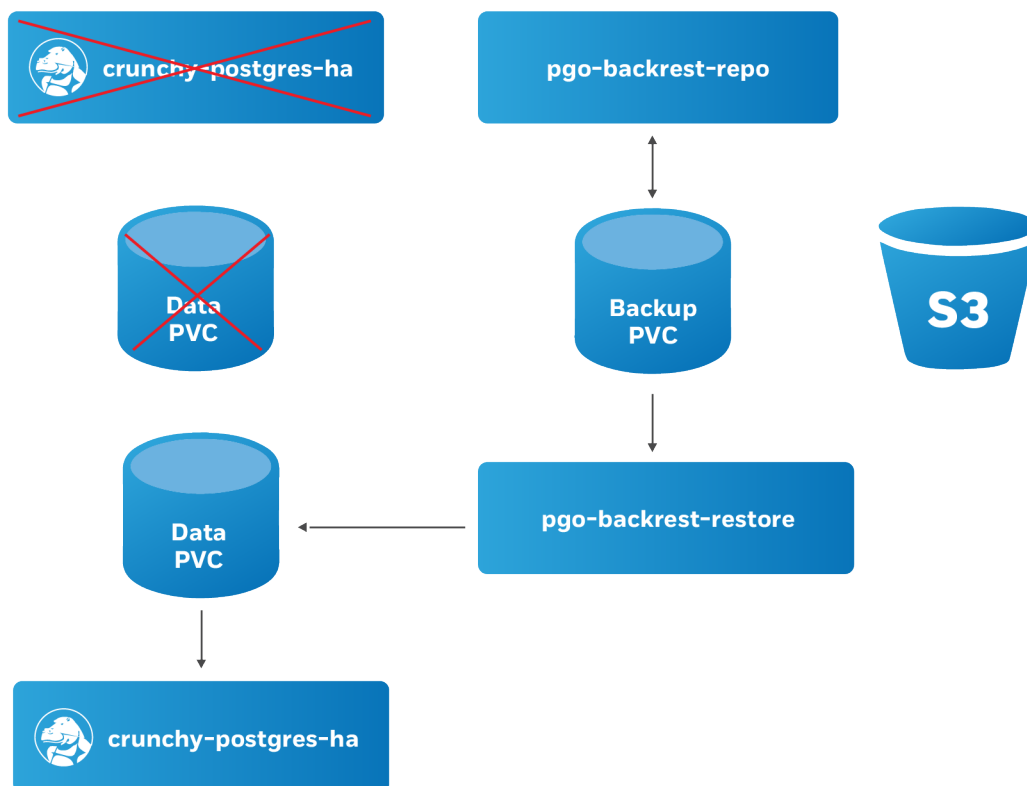 crunchy-postgres-ha
pgo-backrest-repo
Data
PVC
Backup
PVC
S3
Data
PVC
pgo-backrest-restore
crunchy-postgres-ha